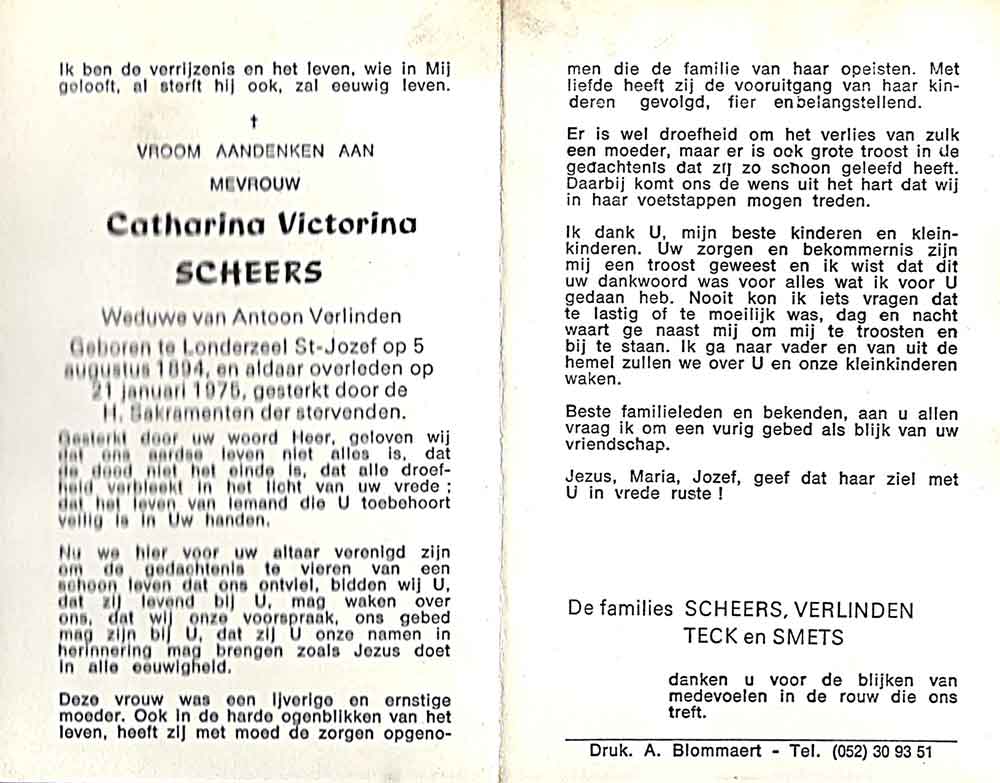 Ik ben de verrijzenis en het leven, wie in Mij
gelooft, al sterft hij ook, zal eeuwig leven.
†
VROOM AANDENKEN AAN
MEVROUW
Catharina Victorina
SCHEERS
Weduwe van Antoon Verlinden
Geboren te Londerzeel St-Jozef op 5
augustus 1894, en aldaar overleden op
21 januari 1975, gesterkt door de
H. Sakramenten der stervenden.
Gesterkt door uw woord Heer, geloven wij
dat ons aardse leven niet alles is, dat
de dood niet het einde is, dat alle droef-
heid verbleekt in het licht van uw vrede ;
dat het leven van iemand die U toebehoort
veilig is in Uw handen.
Nu we hier voor uw altaar verenigd zijn
om de gedachtenis te vieren van een
schoon leven dat ons ontviel, bidden wij U,
dat zij levend bij U, mag waken over
ons, dat wij onze voorspraak, ons gebed
mag zijn bij U, dat zij U onze namen in
herinnering mag brengen zoals Jezus doet
in alle eeuwigheid.
Deze vrouw was een ijverige en ernstige
moeder. Ook in de harde ogenblikken van het
leven, heeft zij met moed de zorgen opgeno-
men die de familie van haar opeisten. Met
liefde heeft zij de vooruitgang van haar kin-
deren gevolgd, fier en belangstellend.
Er is wel droefheid om het verlies van zulk
een moeder, maar er is ook grote troost in de
gedachtenis dat zij zo schoon geleefd heeft.
Daarbij komt ons de wens uit het hart dat wij
in haar voetstappen mogen treden.
Ik dank U, mijn beste kinderen en klein-
kinderen. Uw zorgen en bekommernis zijn
mij een troost geweest en ik wist dat dit
uw dankwoord was voor alles wat ik voor U
gedaan heb. Nooit kon ik iets vragen dat
te lastig of te moeilijk was, dag en nacht
waart ge naast mij om mij te troosten en
bij te staan. Ik ga naar vader en van uit de
hemel zullen we over U en onze kleinkinderen
waken.
Beste familieleden en bekenden, aan u allen
vraag ik om een vurig gebed als blijk van uw
vriendschap.
Jezus, Maria, Jozef, geef dat haar ziel met
U in vrede ruste !
De families SCHEERS, VERLINDEN
TECK en SMETS
danken u voor de blijken van
medevoelen in de rouw die ons
treft.
Druk. A. Blommaert - Tel. (052) 30 93 51